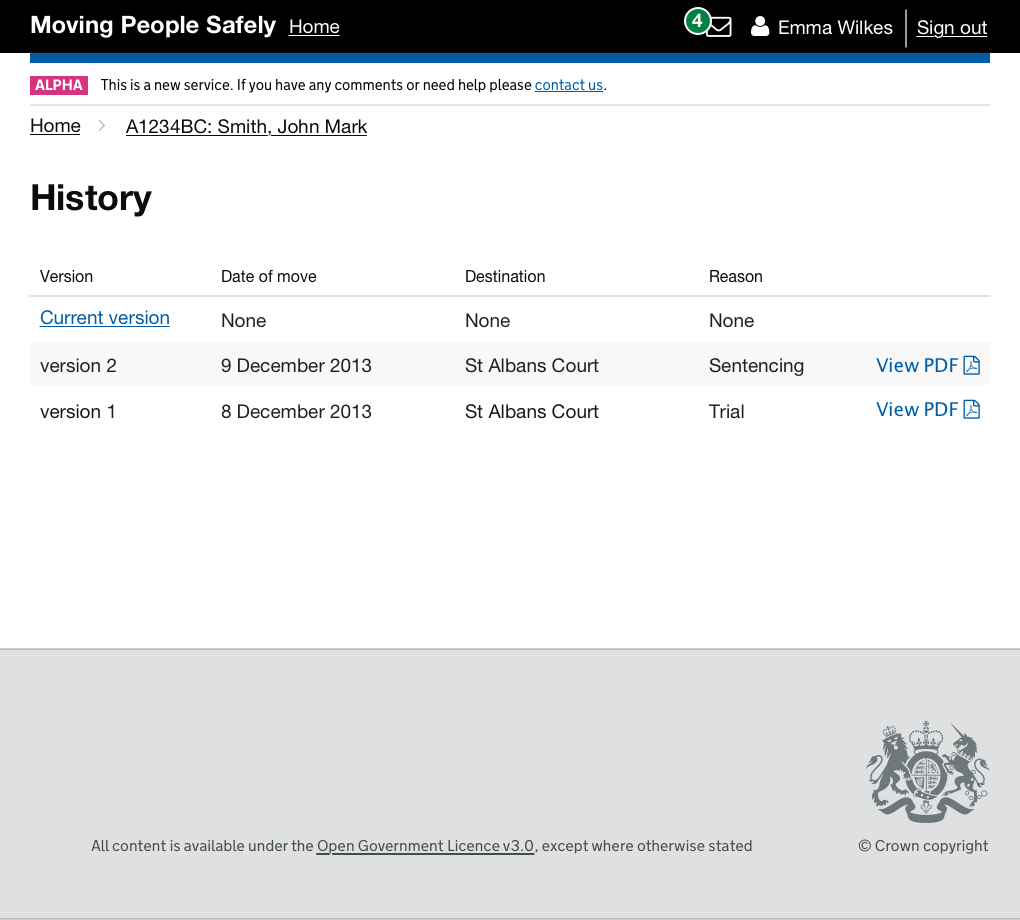 Moving People Safely Home 4 Emma Wilkes Sign out
ALPHA This is a new service. If you have any comments or need help please contact us.
Home A1234BC: Smith, John Mark
History
Version Date of move Destination Reason
Current version None None None
version 2 9 December 2013 St Albans Court Sentencing View PDF
version 1 8 December 2013 St Albans Court Trial View PDF
All content is available under the Open Government Licence v3.0, except where otherwise stated © Crown copyright